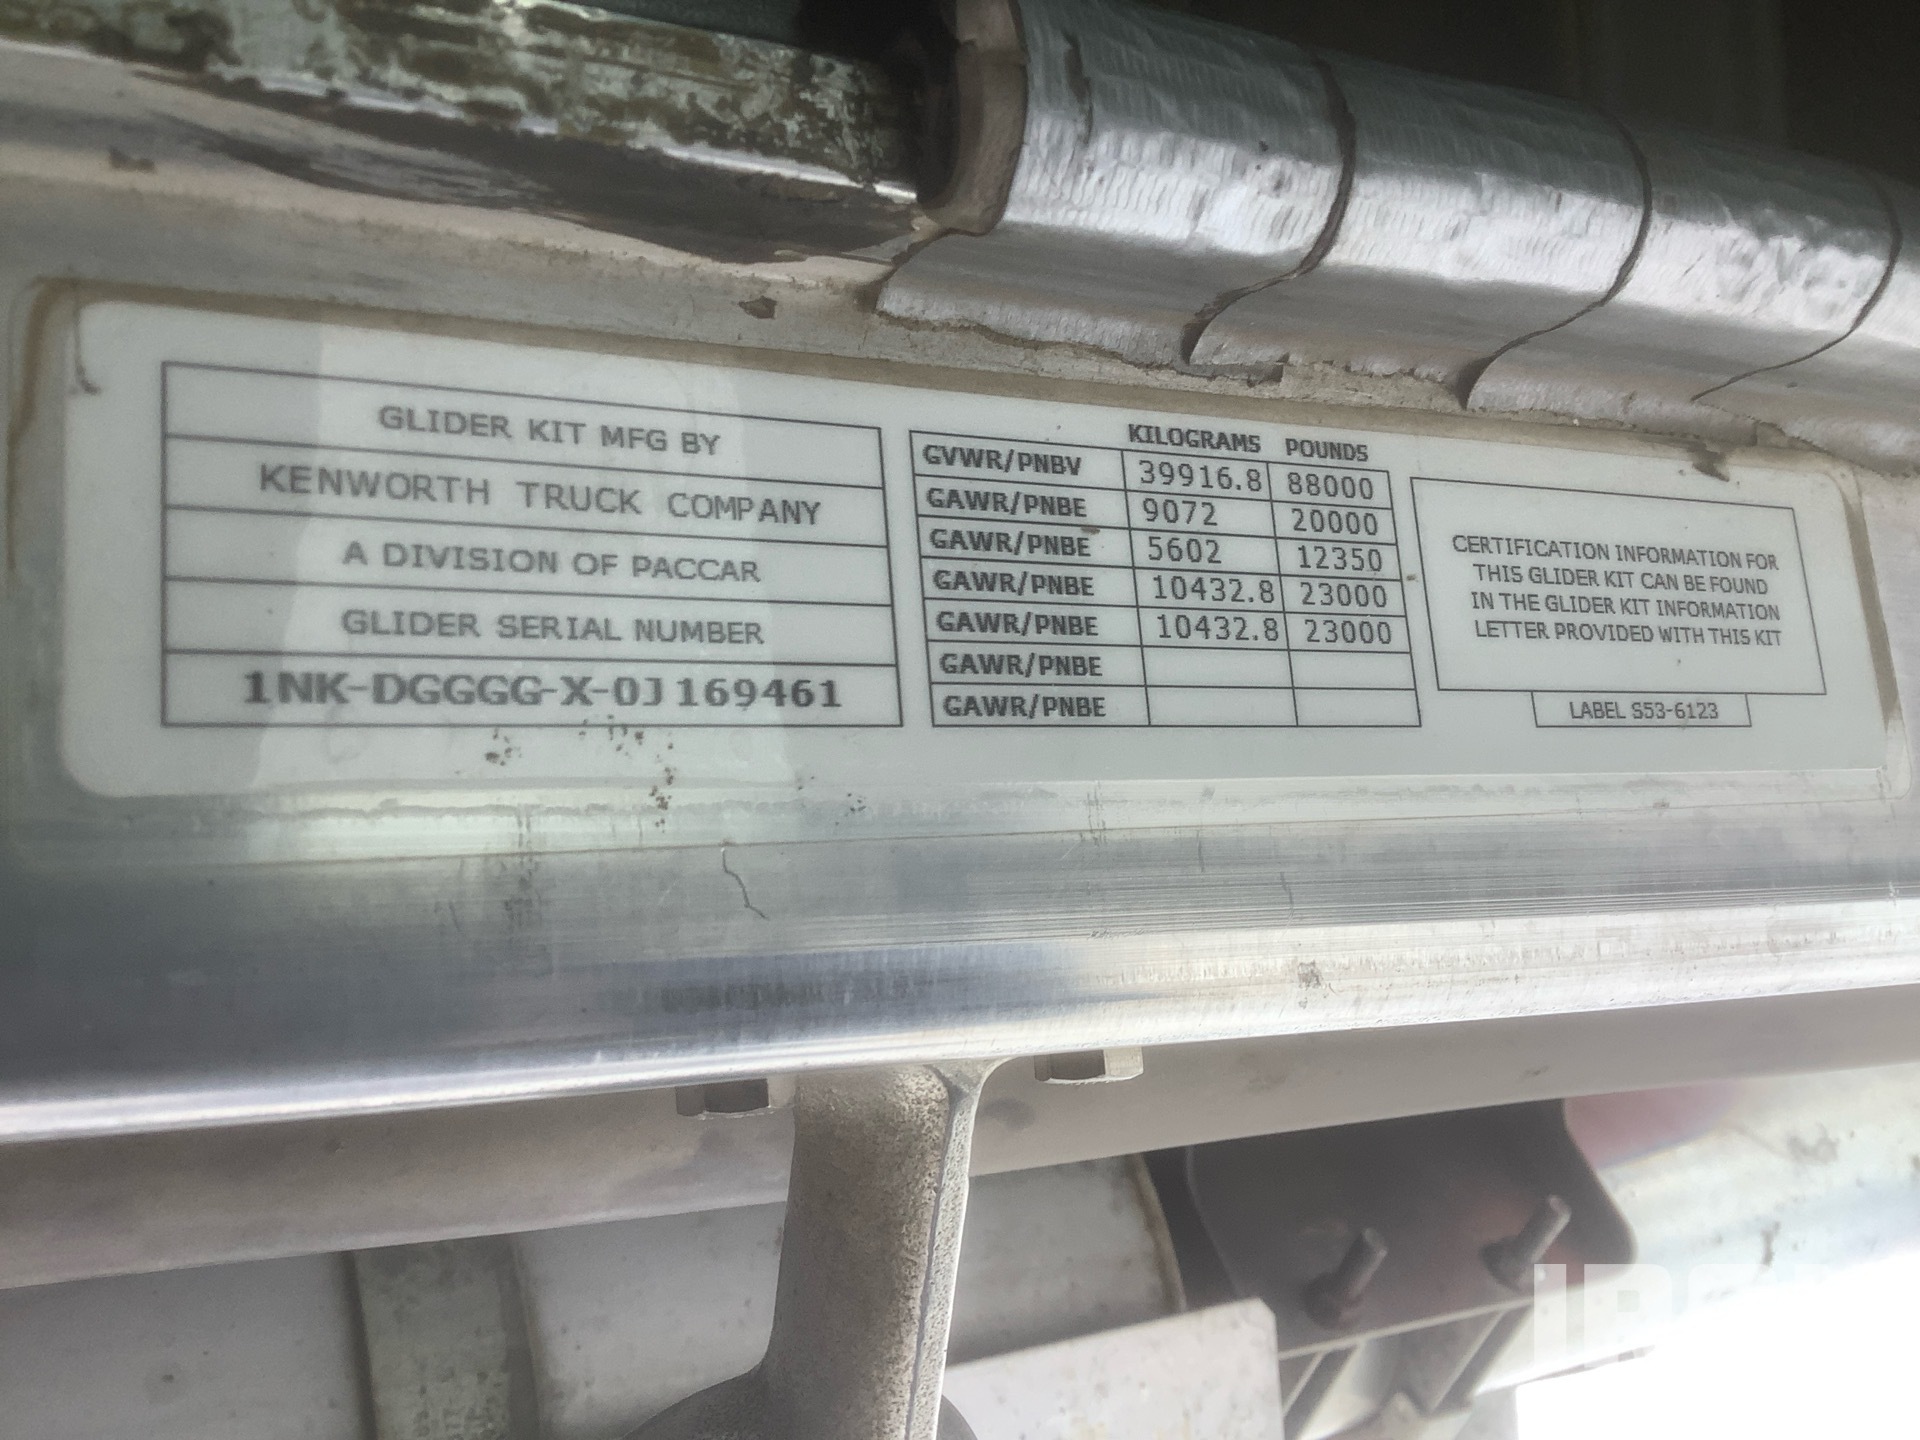 GLIDER KIT MFG BY
KENWORTH TRUCK COMPANY
A DIVISION OF PACCAR
GLIDER SERIAL NUMBER
1NK-DGGGG-X-0J169461
KILOGRAMS POUNDS
GVWR/PNBV 39916.8 88000
GAWR/PNBE 9072 20000
GAWR/PNBE 5602 12350
GAWR/PNBE 10432.8 23000
GAWR/PNBE 10432.8 23000
GAWR/PNBE
GAWR/PNBE
CERTIFICATION INFORMATION FOR
THIS GLIDER KIT CAN BE FOUND
IN THE GLIDER KIT INFORMATION
LETTER PROVIDED WITH THIS KIT
LABEL S53-6123